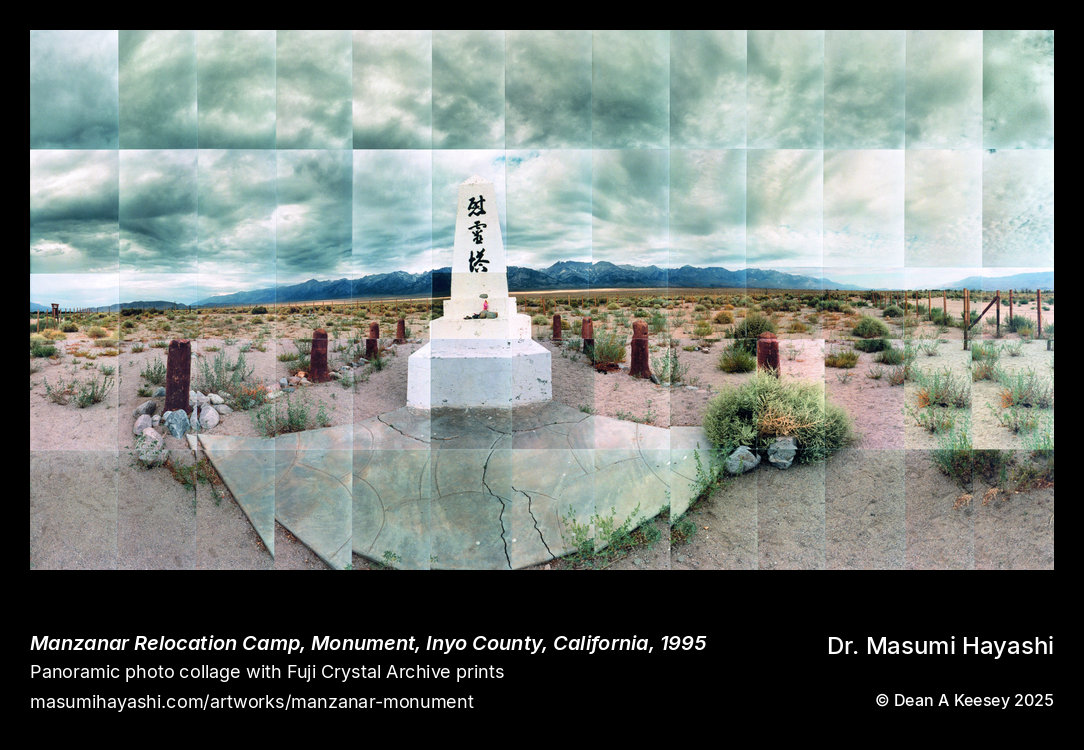 慰
霊
塔
Manzanar Relocation Camp, Monument, Inyo County, California, 1995
Panoramic photo collage with Fuji Crystal Archive prints
masumihayashi.com/artworks/manzanar-monument
Dr. Masumi Hayashi
© Dean A Keesey 2025